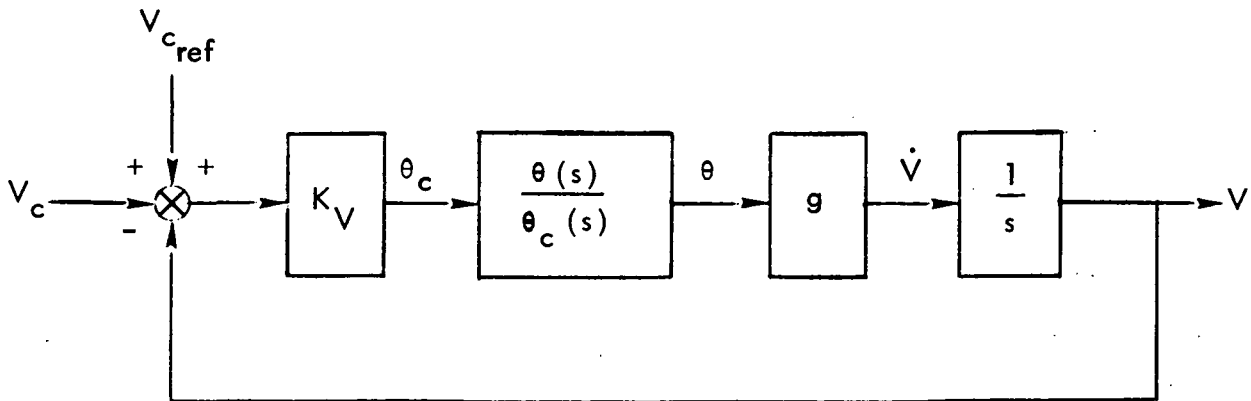 V_c_ref
+ +
V_c
−
K_V
θ_c
θ(s)
θ_c(s)
θ
g
V̇
1
s
V